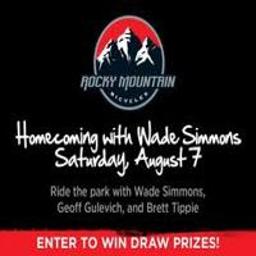 ROCKY MOUNTAIN
BICYCLES
Homecoming with Wade Simmons
Saturday, August 7
Ride the park with Wade Simmons,
Geoff Gulevich, and Brett Tippie
ENTER TO WIN DRAW PRIZES!